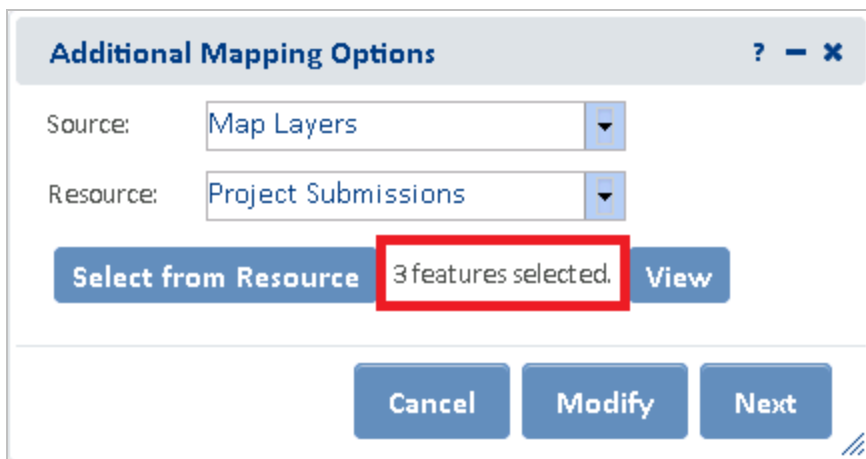 Additional Mapping Options ? − ×
Source: Map Layers
Resource: Project Submissions
Select from Resource 3 features selected. View
Cancel Modify Next